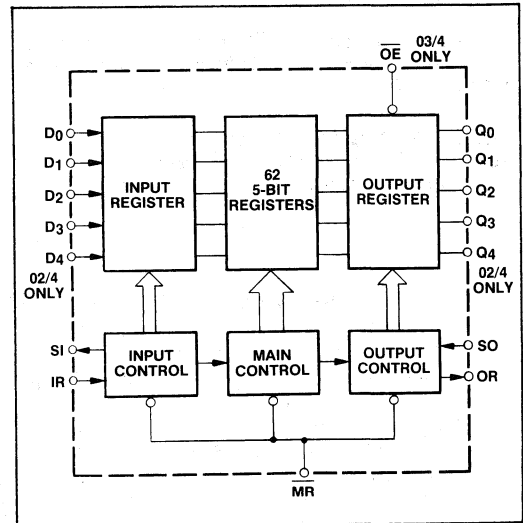 03/4
OE ONLY
D0
D1
D2
D3
D4
02/4
ONLY
INPUT
REGISTER
62
5-BIT
REGISTERS
OUTPUT
REGISTER
Q0
Q1
Q2
Q3
Q4
02/4
ONLY
SI
IR
INPUT
CONTROL
MAIN
CONTROL
OUTPUT
CONTROL
SO
OR
MR